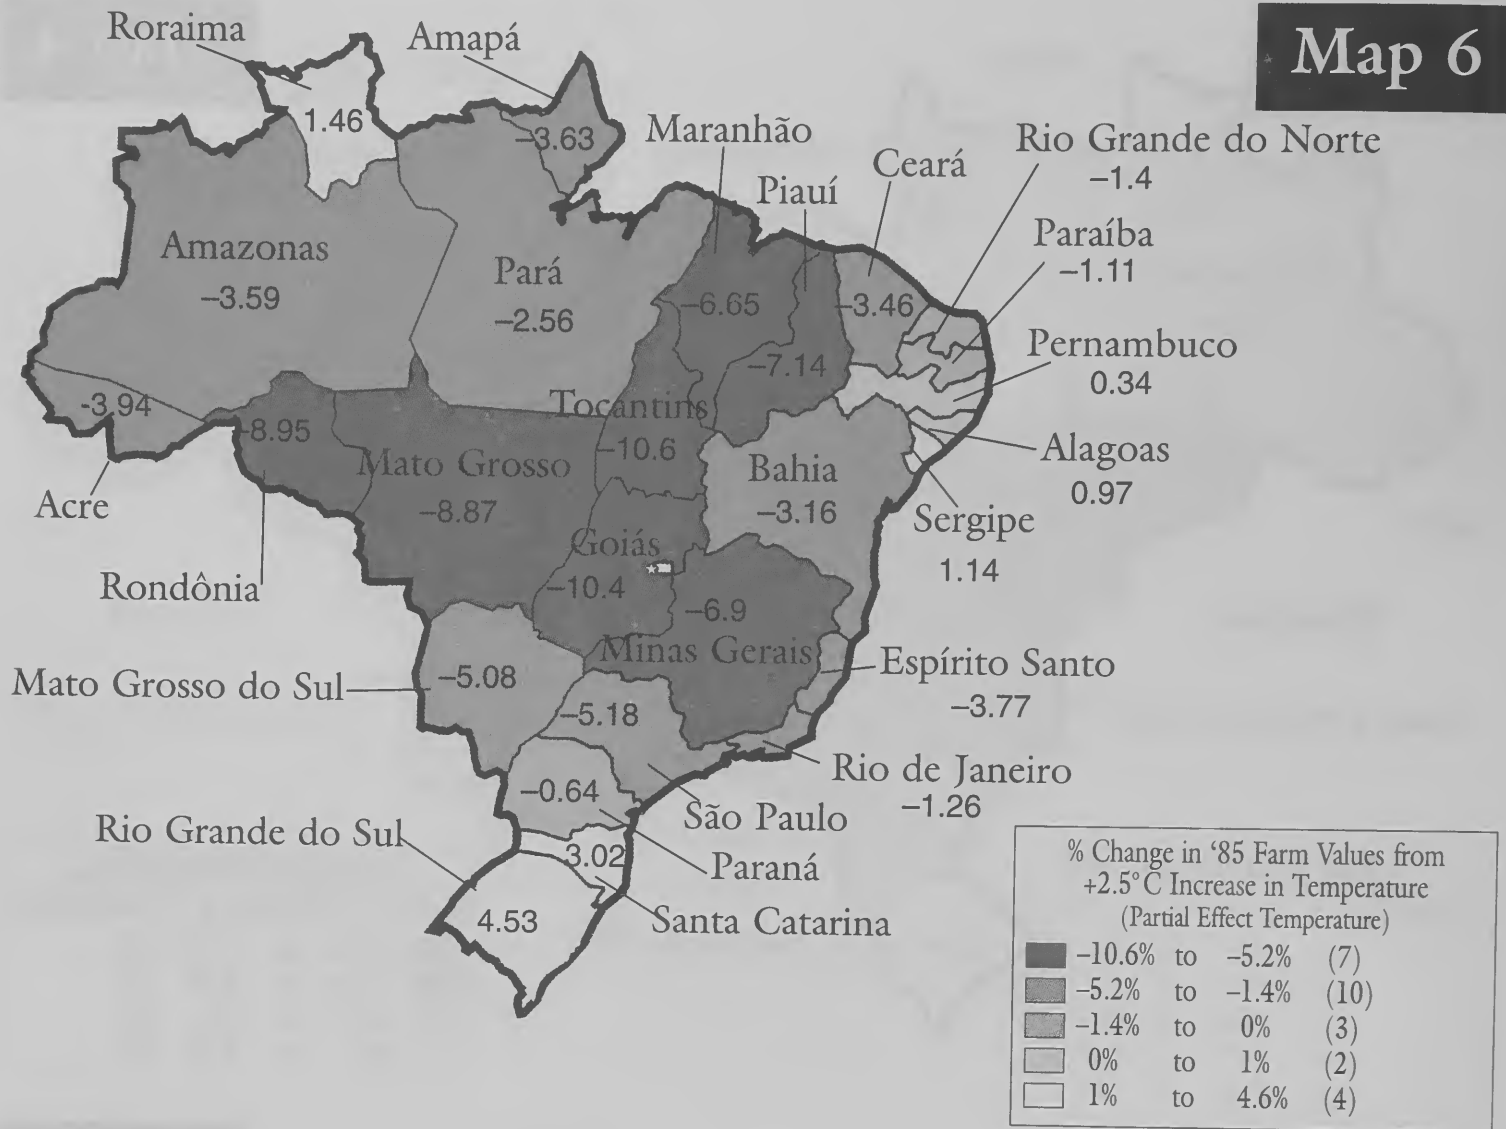 Map 6
Roraima
1.46
Amapá
–3.63
Maranhão
–6.65
Piauí
–7.14
Ceará
–3.46
Rio Grande do Norte
–1.4
Paraíba
–1.11
Pernambuco
0.34
Alagoas
0.97
Sergipe
1.14
Amazonas
–3.59
Pará
–2.56
-3.94
Acre
–8.95
Rondônia
Mato Grosso
–8.87
Tocantins
–10.6
Bahia
–3.16
Goiás
–10.4
–6.9
Minas Gerais
Espírito Santo
–3.77
Mato Grosso do Sul
–5.08
–5.18
São Paulo
Rio de Janeiro
–1.26
–0.64
Paraná
3.02
Santa Catarina
Rio Grande do Sul
4.53
% Change in ‘85 Farm Values from
+2.5°C Increase in Temperature
(Partial Effect Temperature)
–10.6% to –5.2% (7)
–5.2% to –1.4% (10)
–1.4% to 0% (3)
0% to 1% (2)
1% to 4.6% (4)